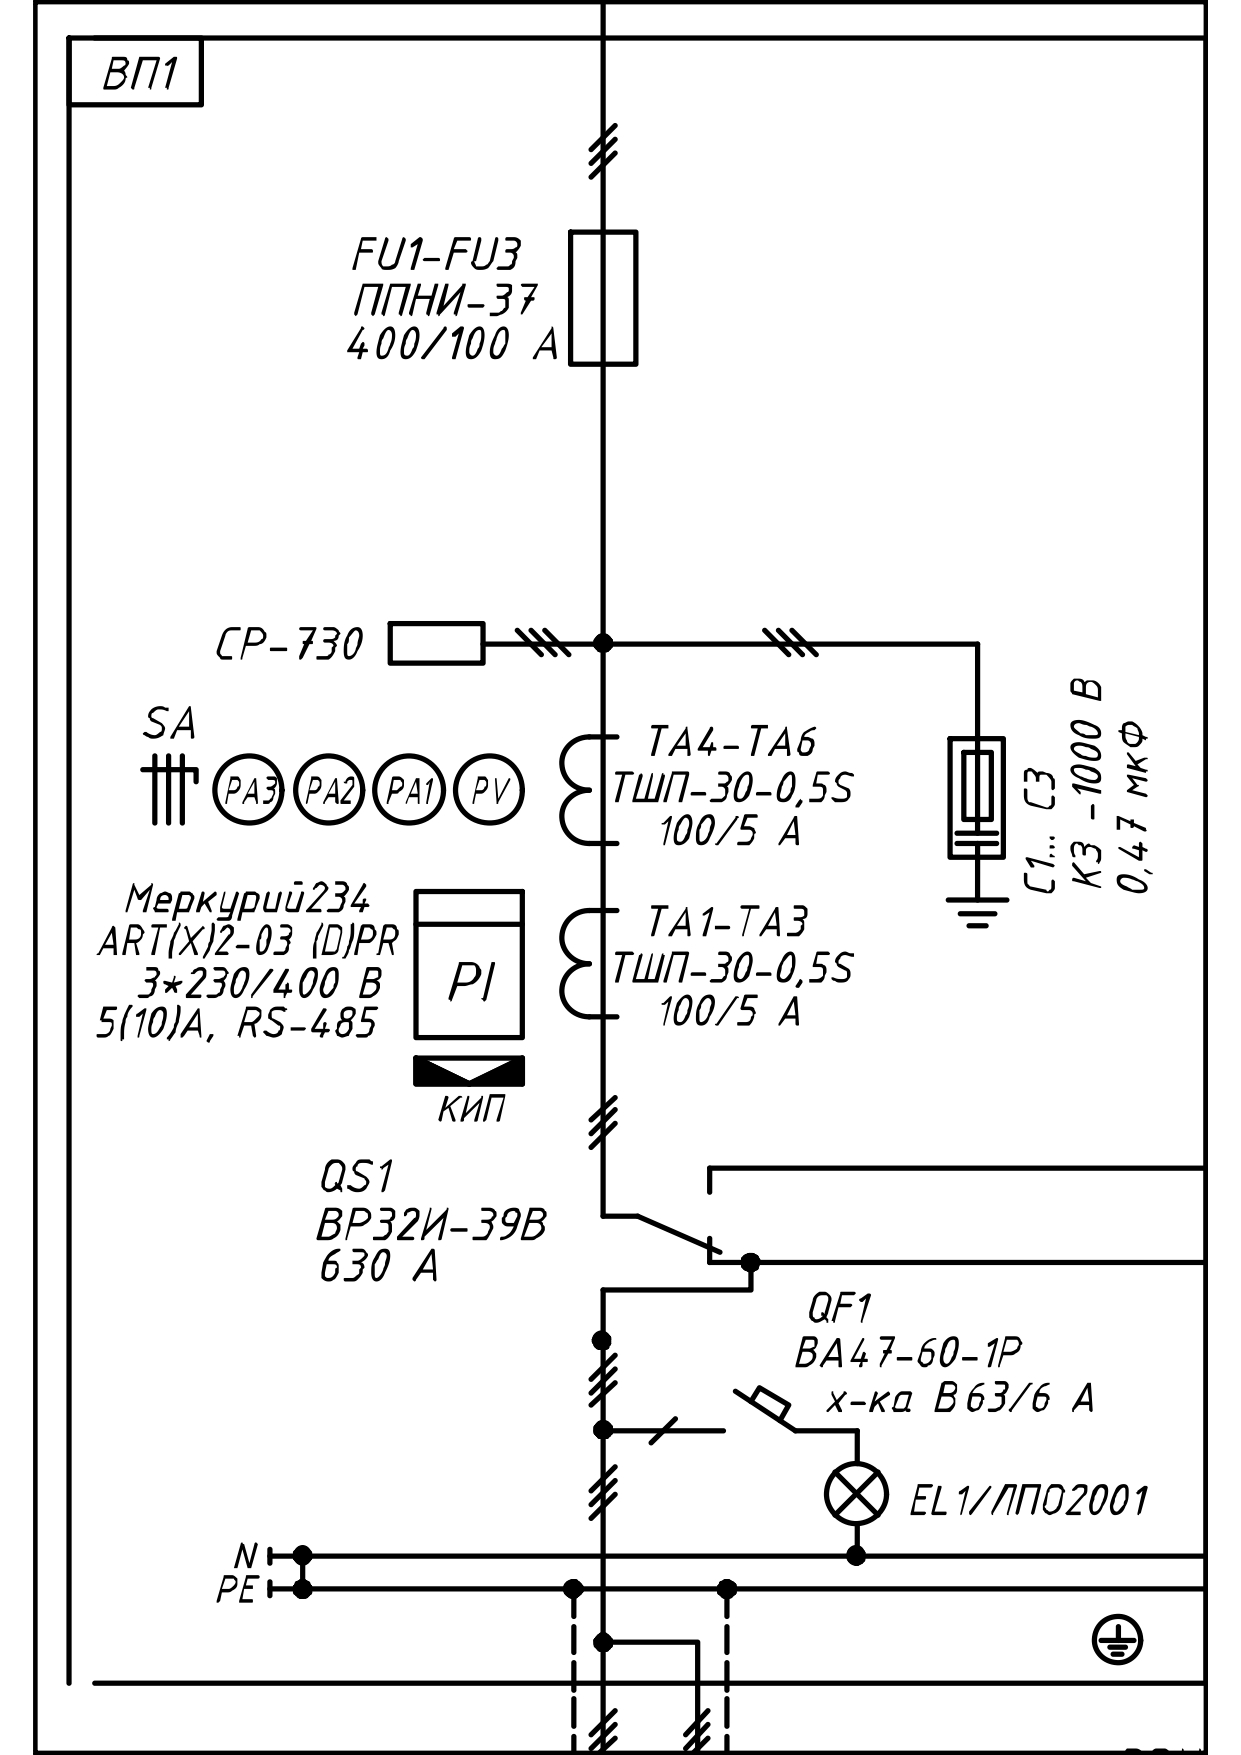 ВП1
FU1-FU3
ППНИ-37
400/100 А
СР-730
SA
PA3
PA2
PA1
PV
ТА4-ТА6
ТШП-30-0,5S
100/5 А
С1... С3
К3 -1000 В
0,47 мкФ
Меркурий234
ART(X)2-03 (D)PR
3*230/400 В
5(10)А, RS-485
PI
ТА1-ТА3
ТШП-30-0,5S
100/5 А
КИП
QS1
ВР32И-39В
630 А
QF1
ВА47-60-1Р
х-ка В 63/6 А
EL1/ЛПО2001
N
PE